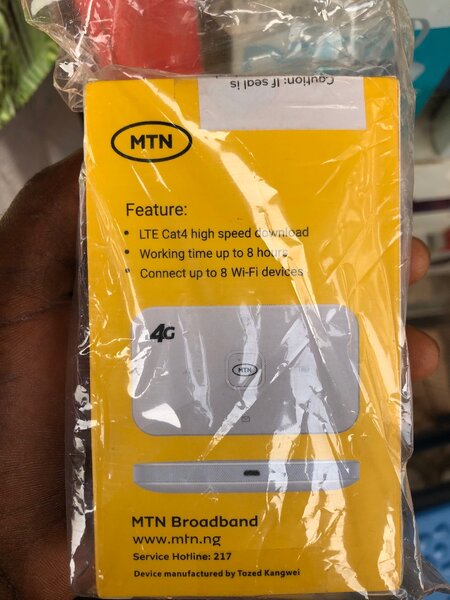 Caution: If seal is
MTN
Feature:
• LTE Cat4 high speed download
• Working time up to 8 hours
• Connect up to 8 Wi-Fi devices
4G
MTN
MTN Broadband
www.mtn.ng
Service Hotline: 217
Device manufactured by Tozed Kangwei